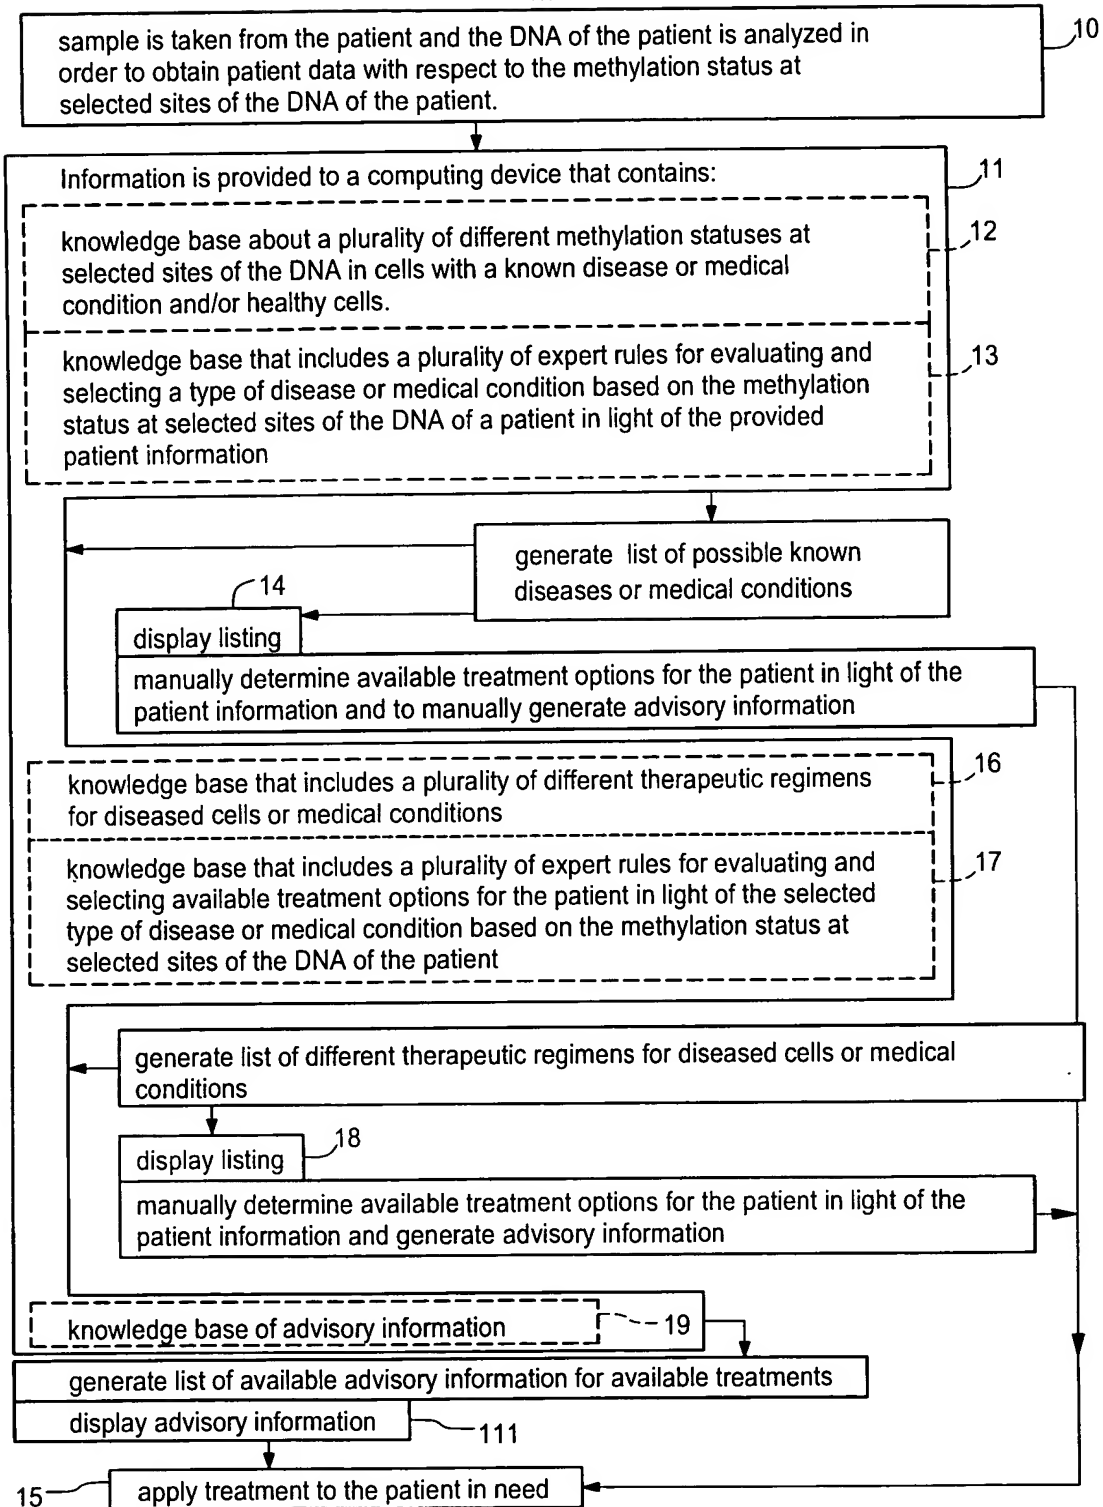 sample is taken from the patient and the DNA of the patient is analyzed in
order to obtain patient data with respect to the methylation status at
selected sites of the DNA of the patient.
10
Information is provided to a computing device that contains:
11
knowledge base about a plurality of different methylation statuses at
selected sites of the DNA in cells with a known disease or medical
condition and/or healthy cells.
12
knowledge base that includes a plurality of expert rules for evaluating and
selecting a type of disease or medical condition based on the methylation
status at selected sites of the DNA of a patient in light of the provided
patient information
13
generate list of possible known
diseases or medical conditions
14
display listing
manually determine available treatment options for the patient in light of the
patient information and to manually generate advisory information
knowledge base that includes a plurality of different therapeutic regimens
for diseased cells or medical conditions
16
knowledge base that includes a plurality of expert rules for evaluating and
selecting available treatment options for the patient in light of the selected
type of disease or medical condition based on the methylation status at
selected sites of the DNA of the patient
17
generate list of different therapeutic regimens for diseased cells or medical
conditions
display listing
18
manually determine available treatment options for the patient in light of the
patient information and generate advisory information
knowledge base of advisory information
19
generate list of available advisory information for available treatments
display advisory information
111
15
apply treatment to the patient in need